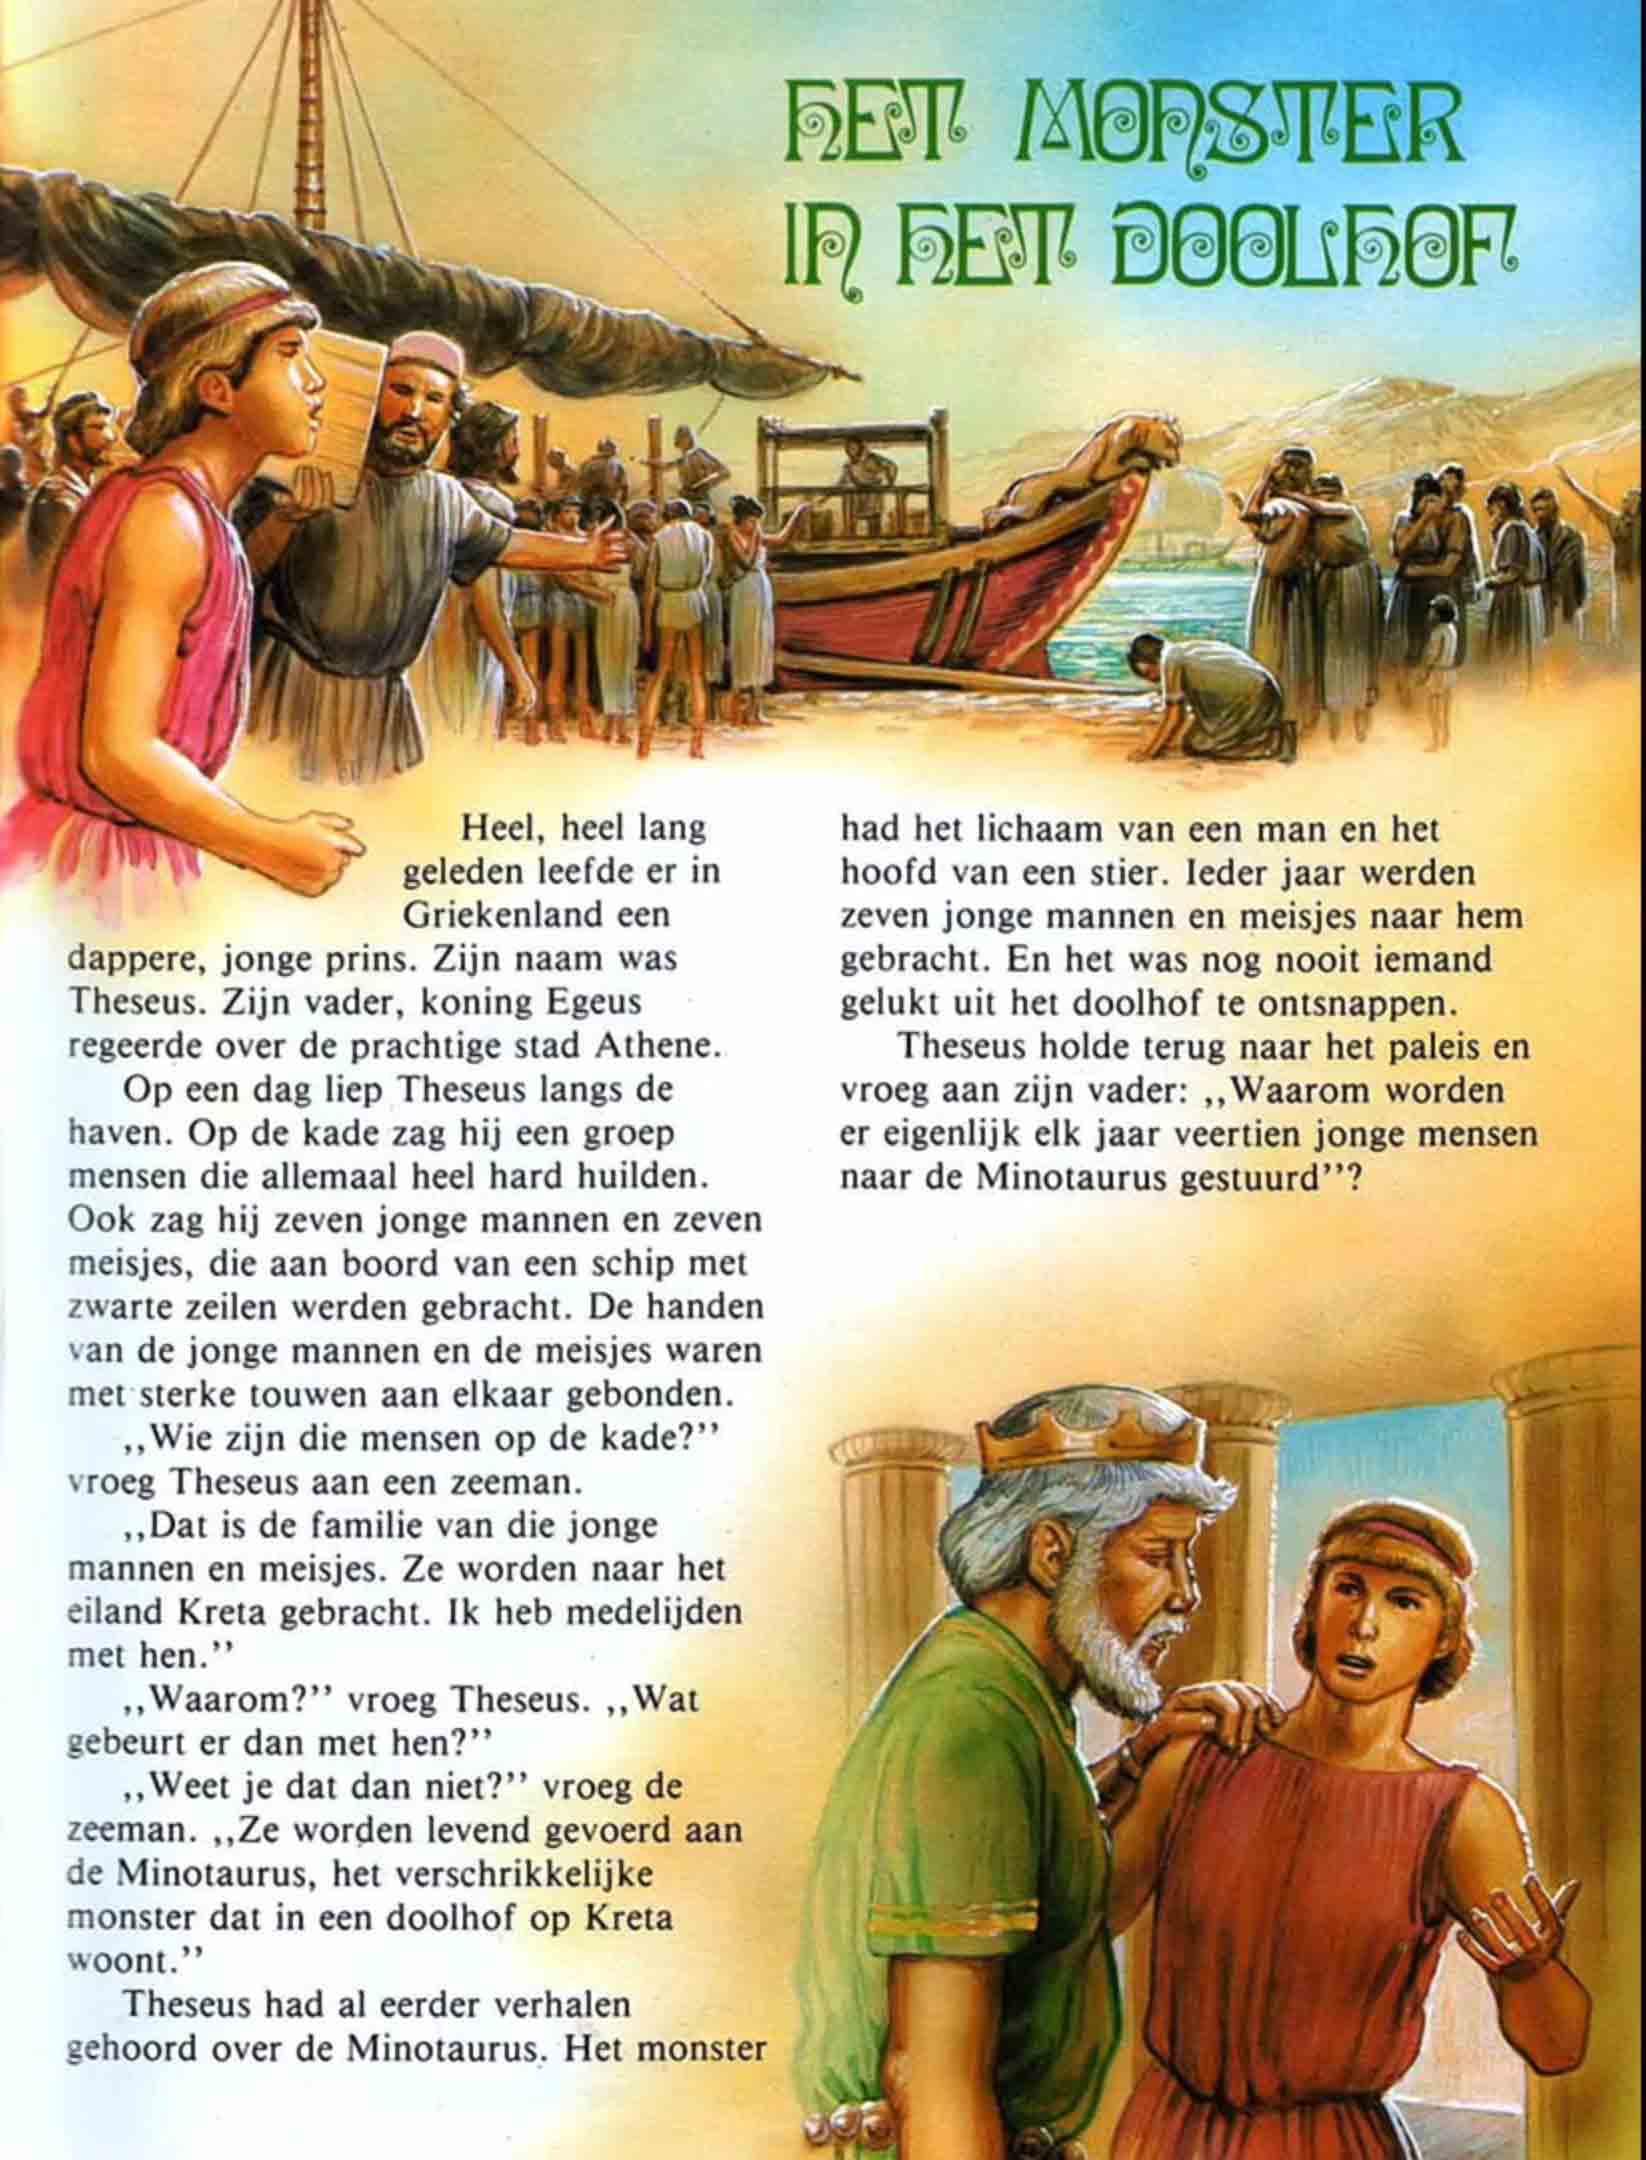 HET MONSTER
IN HET DOOLHOF
Heel, heel lang
geleden leefde er in
Griekenland een
dappere, jonge prins. Zijn naam was
Theseus. Zijn vader, koning Egeus
regeerde over de prachtige stad Athene.
Op een dag liep Theseus langs de
haven. Op de kade zag hij een groep
mensen die allemaal heel hard huilden.
Ook zag hij zeven jonge mannen en zeven
meisjes, die aan boord van een schip met
zwarte zeilen werden gebracht. De handen
van de jonge mannen en de meisjes waren
met sterke touwen aan elkaar gebonden.
,,Wie zijn die mensen op de kade?’’
vroeg Theseus aan een zeeman.
,,Dat is de familie van die jonge
mannen en meisjes. Ze worden naar het
eiland Kreta gebracht. Ik heb medelijden
met hen.’’
,,Waarom?’’ vroeg Theseus. ,,Wat
gebeurt er dan met hen?’’
,,Weet je dat dan niet?’’ vroeg de
zeeman. ,,Ze worden levend gevoerd aan
de Minotaurus, het verschrikkelijke
monster dat in een doolhof op Kreta
woont.’’
Theseus had al eerder verhalen
gehoord over de Minotaurus. Het monster
had het lichaam van een man en het
hoofd van een stier. Ieder jaar werden
zeven jonge mannen en meisjes naar hem
gebracht. En het was nog nooit iemand
gelukt uit het doolhof te ontsnappen.
Theseus holde terug naar het paleis en
vroeg aan zijn vader: ,,Waarom worden
er eigenlijk elk jaar veertien jonge mensen
naar de Minotaurus gestuurd’’?